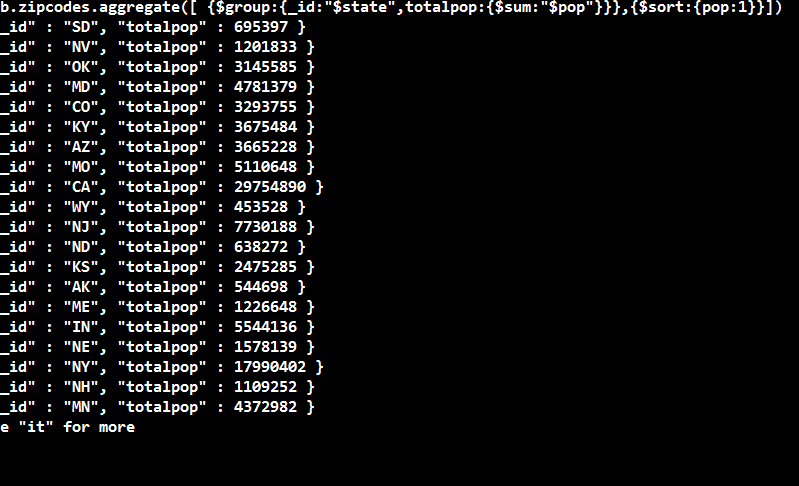 b.zipcodes.aggregate([ {$group:{_id:"$state",totalpop:{$sum:"$pop"}}},{$sort:{pop:1}}])
_id" : "SD", "totalpop" : 695397 }
_id" : "NV", "totalpop" : 1201833 }
_id" : "OK", "totalpop" : 3145585 }
_id" : "MD", "totalpop" : 4781379 }
_id" : "CO", "totalpop" : 3293755 }
_id" : "KY", "totalpop" : 3675484 }
_id" : "AZ", "totalpop" : 3665228 }
_id" : "MO", "totalpop" : 5110648 }
_id" : "CA", "totalpop" : 29754890 }
_id" : "WY", "totalpop" : 453528 }
_id" : "NJ", "totalpop" : 7730188 }
_id" : "ND", "totalpop" : 638272 }
_id" : "KS", "totalpop" : 2475285 }
_id" : "AK", "totalpop" : 544698 }
_id" : "ME", "totalpop" : 1226648 }
_id" : "IN", "totalpop" : 5544136 }
_id" : "NE", "totalpop" : 1578139 }
_id" : "NY", "totalpop" : 17990402 }
_id" : "NH", "totalpop" : 1109252 }
_id" : "MN", "totalpop" : 4372982 }
e "it" for more